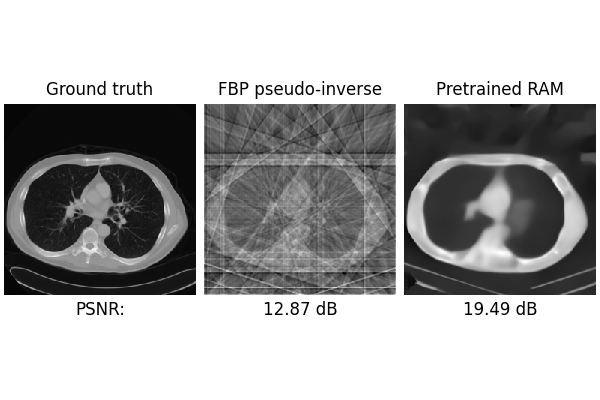 Ground truth FBP pseudo-inverse Pretrained RAM
PSNR: 12.87 dB 19.49 dB